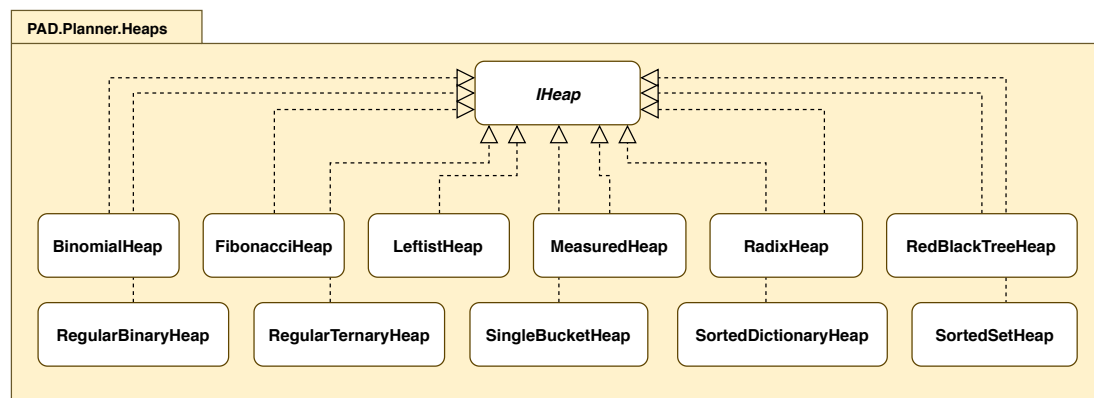 PAD.Planner.Heaps
IHeap
BinomialHeap
FibonacciHeap
LeftistHeap
MeasuredHeap
RadixHeap
RedBlackTreeHeap
RegularBinaryHeap
RegularTernaryHeap
SingleBucketHeap
SortedDictionaryHeap
SortedSetHeap